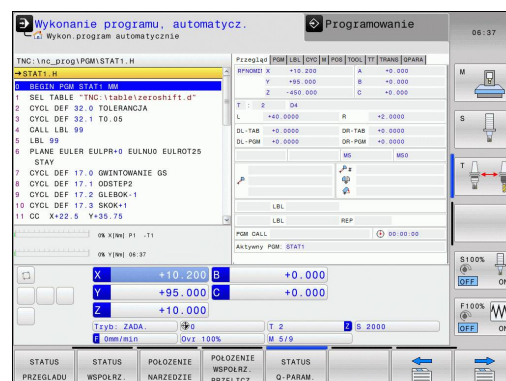 Wykonanie programu, automatycz.
Wykon.program automatycznie
Programowanie
06:37
TNC:\nc_prog\PGM\STAT1.H
→STAT1.H
0 BEGIN PGM STAT1 MM
1 SEL TABLE "TNC:\table\zeroshift.d"
2 CYCL DEF 32.0 TOLERANCJA
3 CYCL DEF 32.1 T0.05
4 CALL LBL 99
5 LBL 99
6 PLANE EULER EULPR+0 EULNU0 EULROT25
STAY
7 CYCL DEF 17.0 GWINTOWANIE GS
8 CYCL DEF 17.1 ODSTEP2
9 CYCL DEF 17.2 GLEBOK-1
10 CYCL DEF 17.3 SKOK+1
11 CC X+22.5 Y+35.75
0% X[Nm] P1 -T1
0% Y[Nm] 06:37
Przegląd PGM LBL CYC M POS TOOL TT TRANS QPARA
RFNOMI X +10.200 A +0.000
Y +95.000 B +0.000
Z -450.000 C +0.000
T : 2 D4
L +40.0000 R +2.0000
DL-TAB +0.0000 DR-TAB +0.0000
DL-PGM +0.0000 DR-PGM +0.0000
M5 M50
P
LBL
LBL REP
PGM CALL 00:00:00
Aktywny PGM: STAT1
X +10.200 B +0.000
Y +95.000 C +0.000
Z +10.000
Tryb: ZADA. 0 T 2 Z S 2000
F 0mm/min Ovr 100% M 5/9
M
S
T
S100%
OFF ON
F100%
OFF ON
STATUS
PRZEGLADU
STATUS
WSPOŁRZ.
POŁOZENIE
NARZEDZIE
POŁOZENIE
WSPOŁRZ.
PRZELICZ.
STATUS
Q-PARAM.